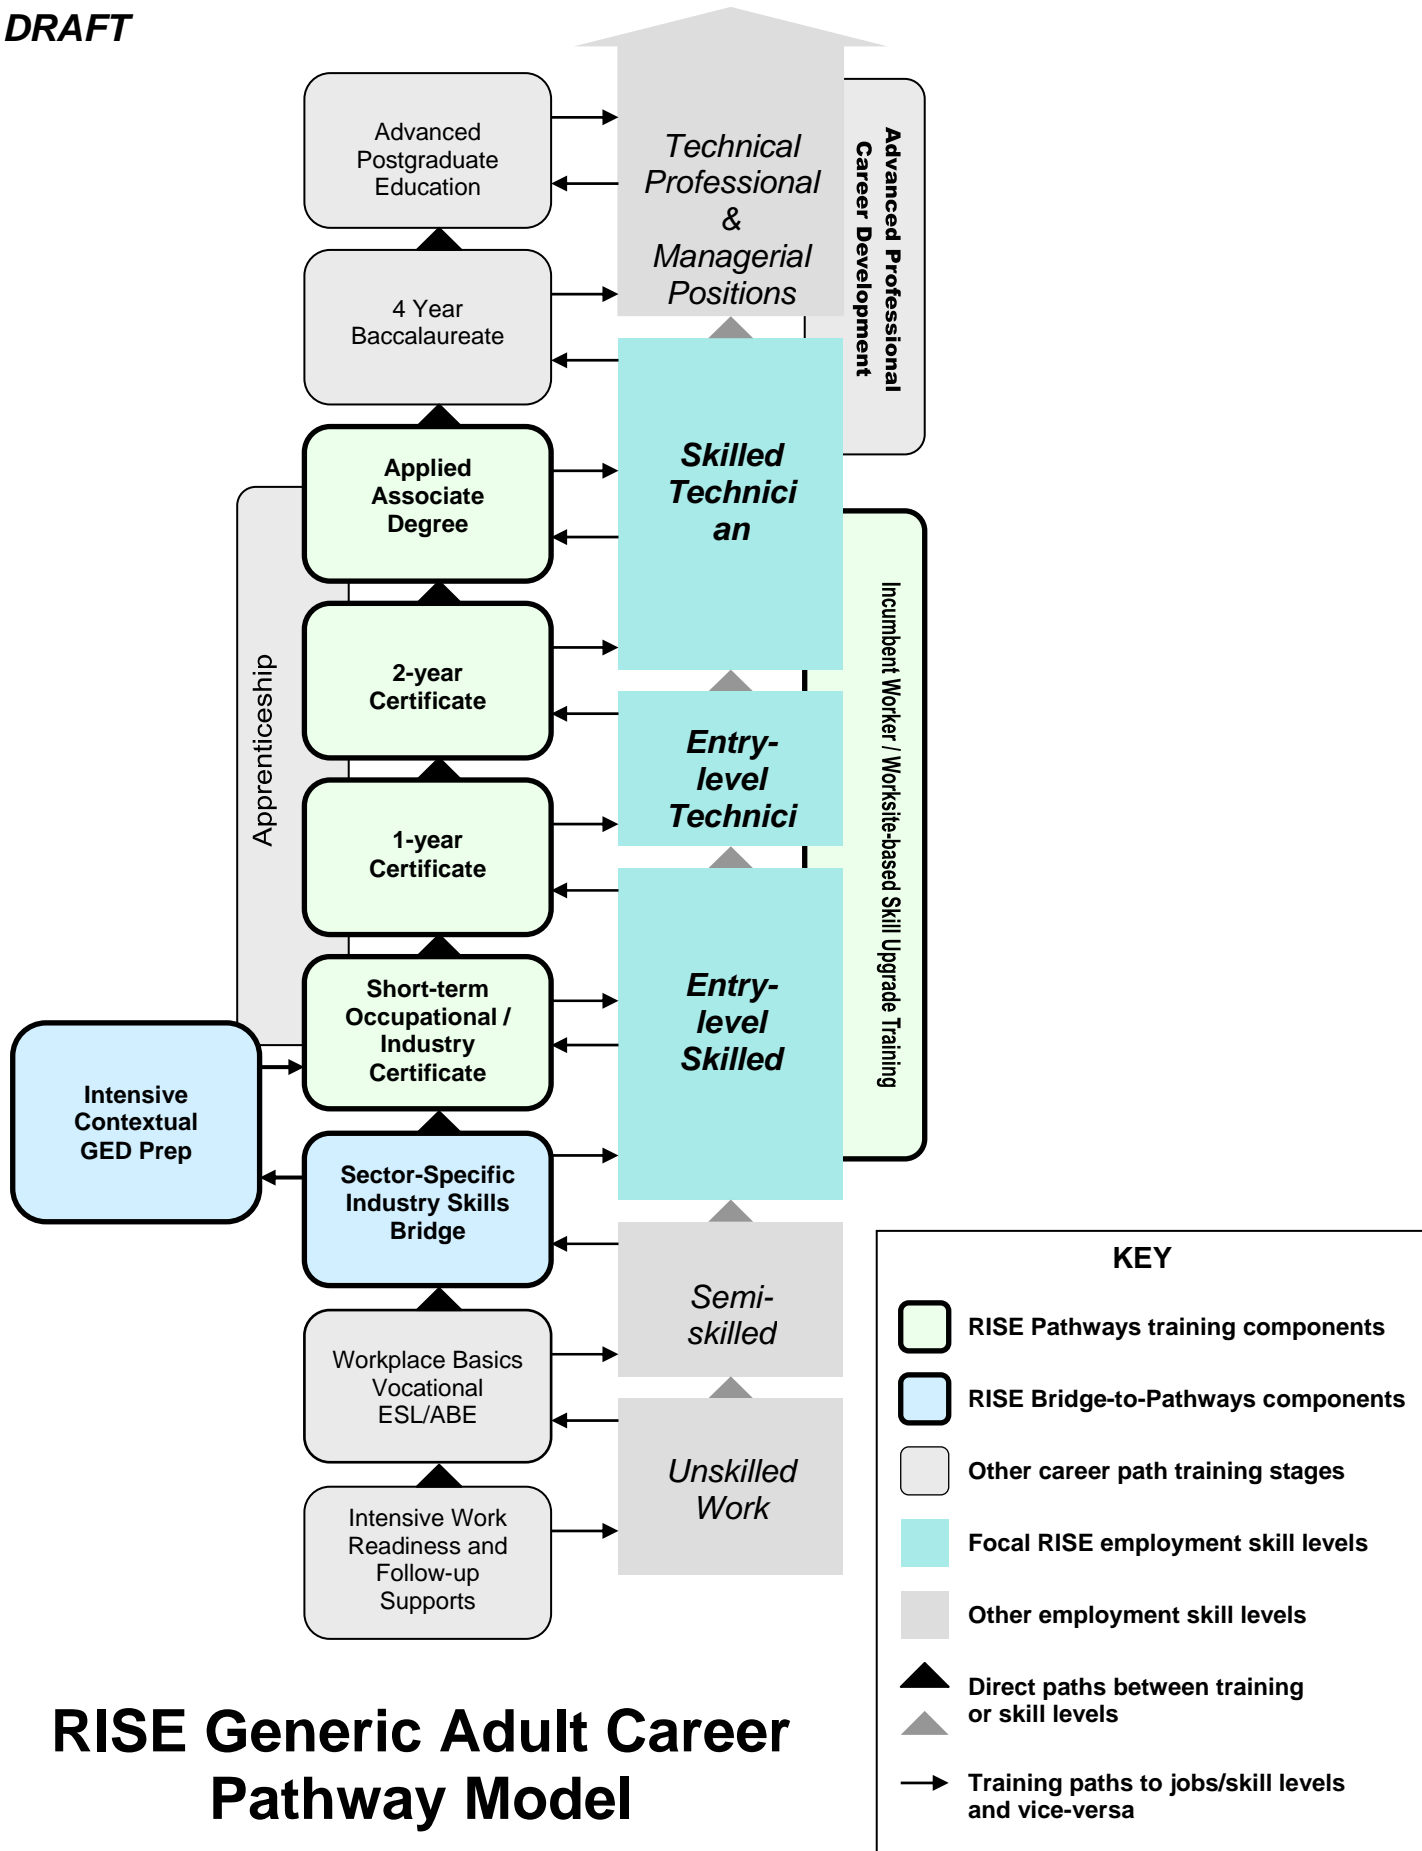 DRAFT
Advanced
Postgraduate
Education
Technical
Professional
&
Managerial
Positions
Advanced Professional
Career Development
4 Year
Baccalaureate
Applied
Associate
Degree
Skilled
Technici
an
Apprenticeship
2-year
Certificate
Entry-
level
Technici
Incumbent Worker / Worksite-based Skill Upgrade Training
1-year
Certificate
Short-term
Occupational /
Industry
Certificate
Entry-
level
Skilled
Intensive
Contextual
GED Prep
Sector-Specific
Industry Skills
Bridge
Semi-
skilled
Workplace Basics
Vocational
ESL/ABE
Unskilled
Work
Intensive Work
Readiness and
Follow-up
Supports
KEY
RISE Pathways training components
RISE Bridge-to-Pathways components
Other career path training stages
Focal RISE employment skill levels
Other employment skill levels
Direct paths between training
or skill levels
Training paths to jobs/skill levels
and vice-versa
RISE Generic Adult Career
Pathway Model